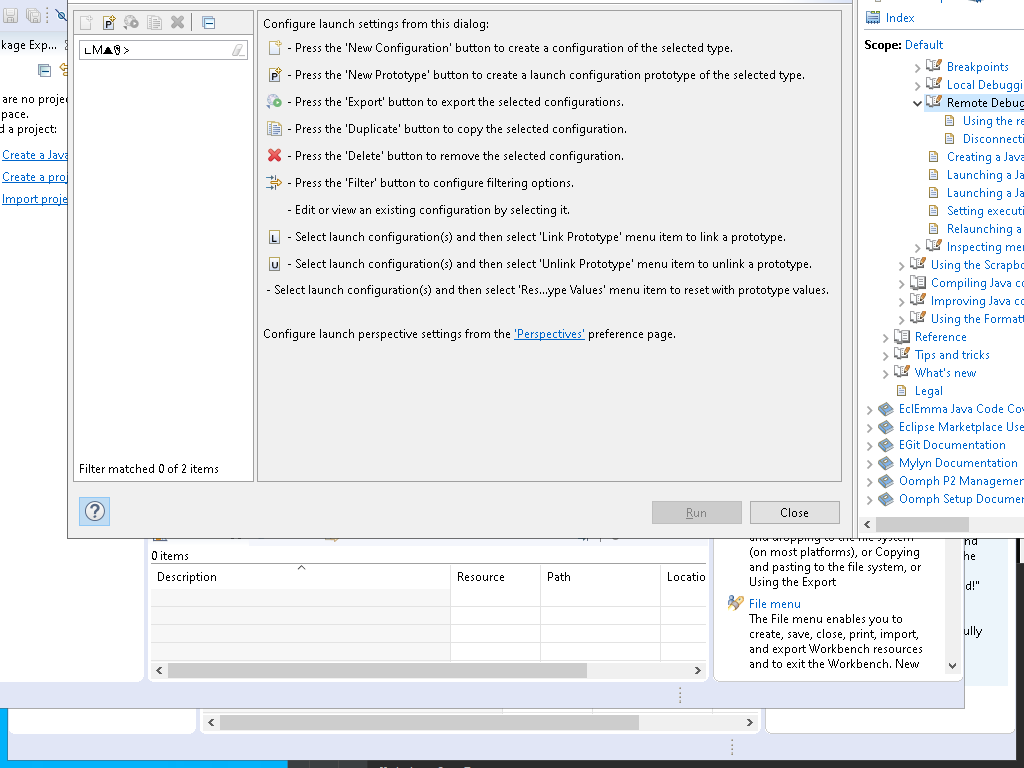 kage Exp...
are no proje
pace.
d a project:
Create a Java
Create a pro
Import proje
Filter matched 0 of 2 items
Configure launch settings from this dialog:
- Press the 'New Configuration' button to create a configuration of the selected type.
- Press the 'New Prototype' button to create a launch configuration prototype of the selected type.
- Press the 'Export' button to export the selected configurations.
- Press the 'Duplicate' button to copy the selected configuration.
- Press the 'Delete' button to remove the selected configuration.
- Press the 'Filter' button to configure filtering options.
- Edit or view an existing configuration by selecting it.
- Select launch configuration(s) and then select 'Link Prototype' menu item to link a prototype.
- Select launch configuration(s) and then select 'Unlink Prototype' menu item to unlink a prototype.
- Select launch configuration(s) and then select 'Res...ype Values' menu item to reset with prototype values.
Configure launch perspective settings from the 'Perspectives' preference page.
Run
Close
Index
Scope: Default
Breakpoints
Local Debuggi
Remote Debug
Using the re
Disconnecti
Creating a Java
Launching a Ja
Launching a Ja
Setting executi
Relaunching a
Inspecting mem
Using the Scrapbo
Compiling Java co
Improving Java co
Using the Formatt
Reference
Tips and tricks
What's new
Legal
EclEmma Java Code Cov
Eclipse Marketplace Use
EGit Documentation
Mylyn Documentation
Oomph P2 Managemen
Oomph Setup Documen
0 items
Description
Resource
Path
Locatio
and dropping to the file system
(on most platforms), or Copying
and pasting to the file system, or
Using the Export
File menu
The File menu enables you to
create, save, close, print, import,
and export Workbench resources
and to exit the Workbench. New
nd
he
d!"
ully